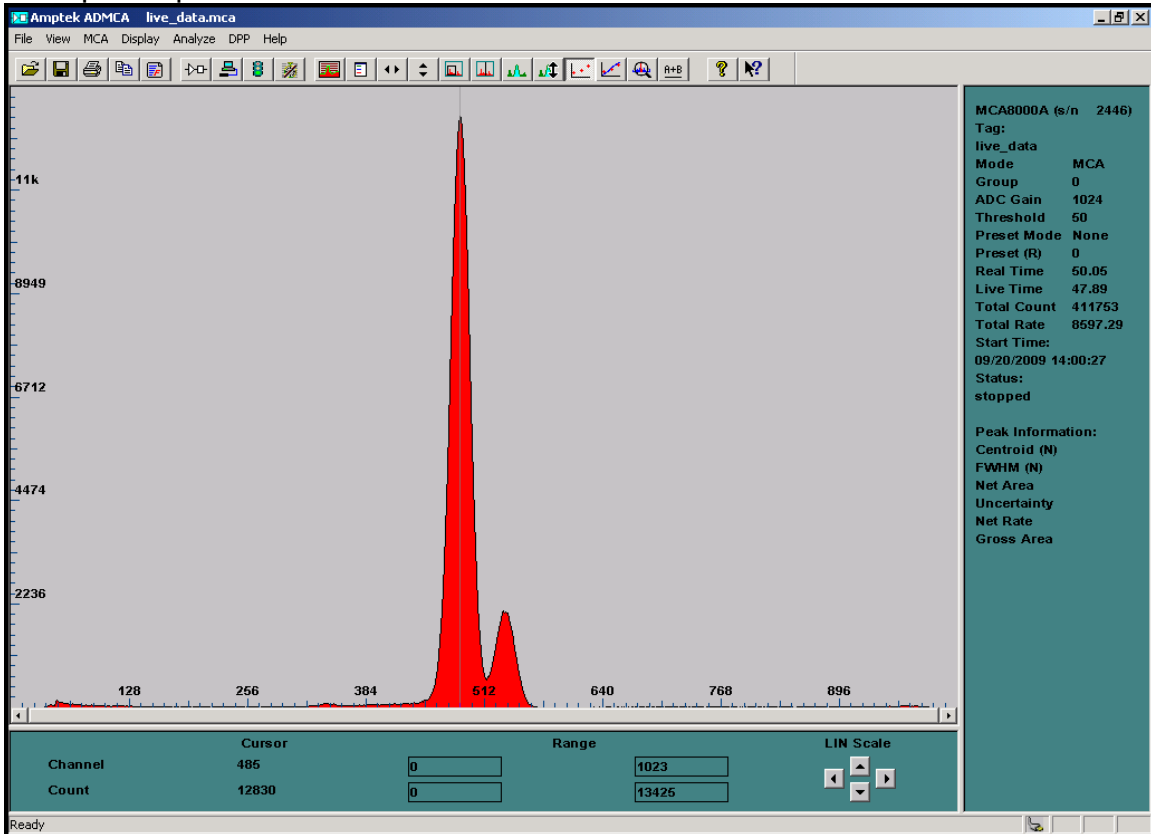 Amptek ADMCA live_data.mca
File View MCA Display Analyze DPP Help
A+B
MCA8000A (s/n 2446)
Tag:
live_data
Mode MCA
Group 0
ADC Gain 1024
Threshold 50
Preset Mode None
Preset (R) 0
Real Time 50.05
Live Time 47.89
Total Count 411753
Total Rate 8597.29
Start Time:
09/20/2009 14:00:27
Status:
stopped
Peak Information:
Centroid (N)
FWHM (N)
Net Area
Uncertainty
Net Rate
Gross Area
11k
8949
6712
4474
2236
128 256 384 512 640 768 896
Cursor Range LIN Scale
Channel 485 0 1023
Count 12830 0 13425
Ready